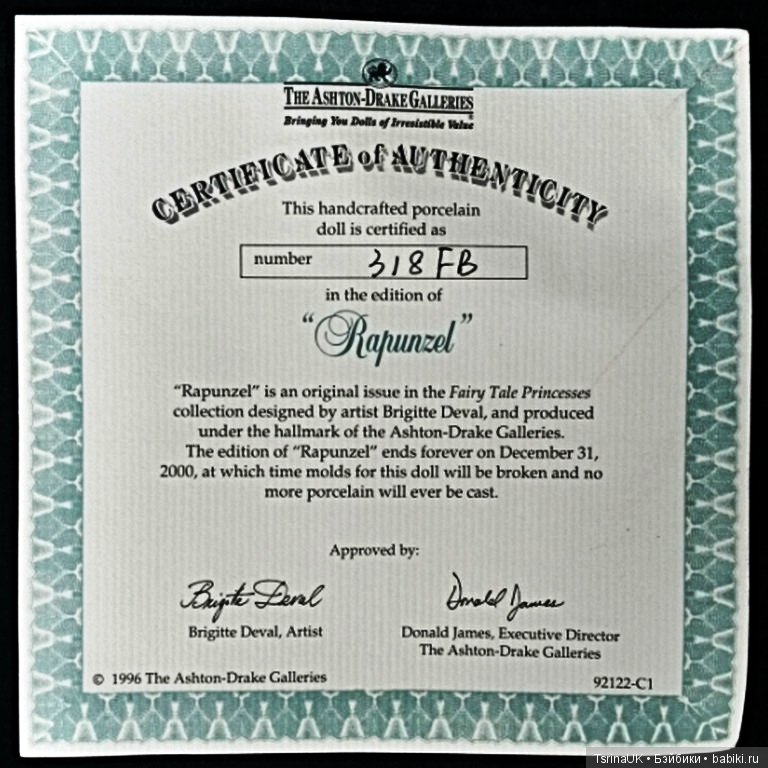 THE ASHTON-DRAKE GALLERIES
Bringing You Dolls of Irresistible Value
CERTIFICATE of AUTHENTICITY
This handcrafted porcelain
doll is certified as
number 318 FB
in the edition of
“Rapunzel”
“Rapunzel” is an original issue in the Fairy Tale Princesses
collection designed by artist Brigitte Deval, and produced
under the hallmark of the Ashton-Drake Galleries.
The edition of “Rapunzel” ends forever on December 31,
2000, at which time molds for this doll will be broken and no
more porcelain will ever be cast.
Approved by:
Brigitte Deval Donald James
Brigitte Deval, Artist Donald James, Executive Director
The Ashton-Drake Galleries
© 1996 The Ashton-Drake Galleries 92122-C1
TsrinaUK • Бэйбики • babiki.ru